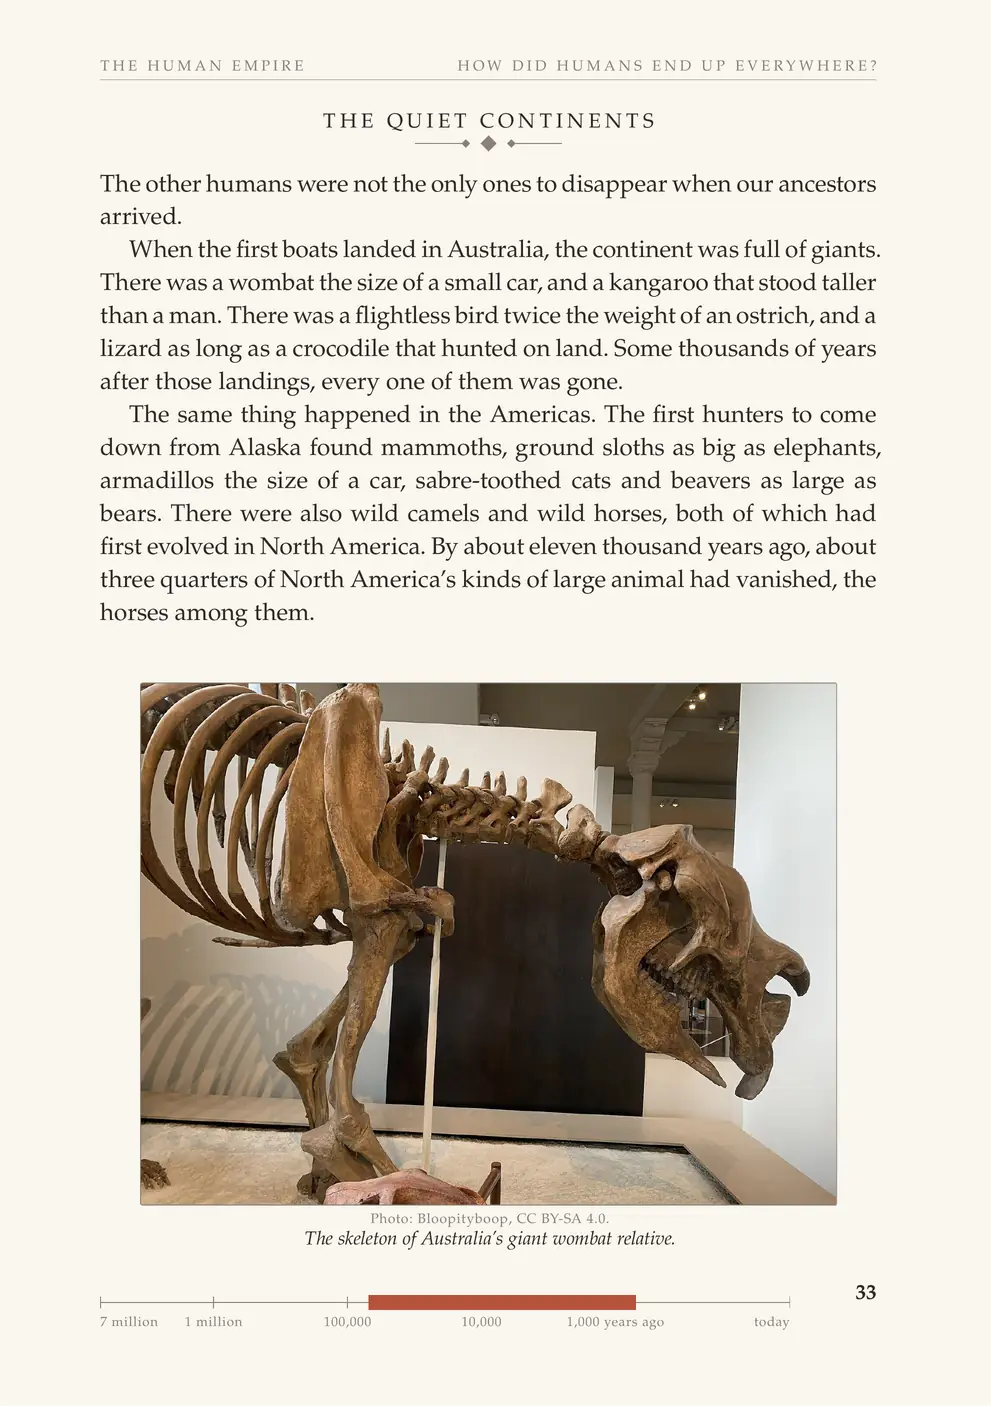 THE HUMAN EMPIRE
HOW DID HUMANS END UP EVERYWHERE?
THE QUIET CONTINENTS
The other humans were not the only ones to disappear when our ancestors
arrived.
When the first boats landed in Australia, the continent was full of giants.
There was a wombat the size of a small car, and a kangaroo that stood taller
than a man. There was a flightless bird twice the weight of an ostrich, and a
lizard as long as a crocodile that hunted on land. Some thousands of years
after those landings, every one of them was gone.
The same thing happened in the Americas. The first hunters to come
down from Alaska found mammoths, ground sloths as big as elephants,
armadillos the size of a car, sabre-toothed cats and beavers as large as
bears. There were also wild camels and wild horses, both of which had
first evolved in North America. By about eleven thousand years ago, about
three quarters of North America’s kinds of large animal had vanished, the
horses among them.
Photo: Bloopityboop, CC BY-SA 4.0.
The skeleton of Australia’s giant wombat relative.
33
7 million 1 million 100,000 10,000 1,000 years ago today